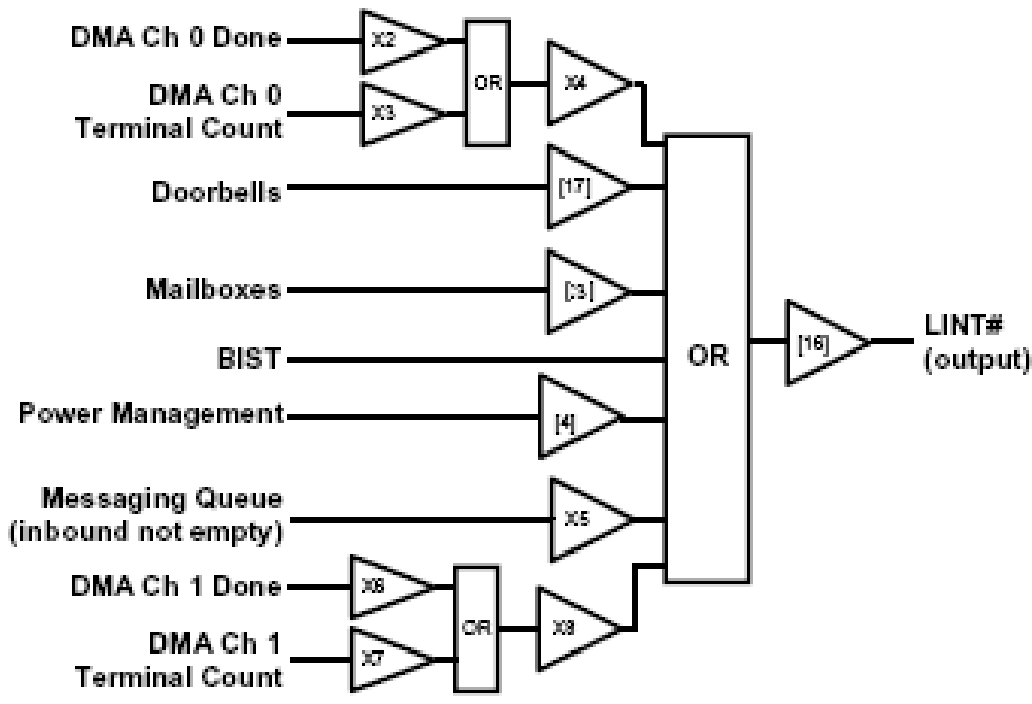 DMA Ch 0 Done
X2
OR
X4
DMA Ch 0
Terminal Count
X3
Doorbells
[17]
Mailboxes
BIST
OR
[16]
LINT#
(output)
Power Management
[4]
Messaging Queue
(inbound not empty)
X5
DMA Ch 1 Done
X6
OR
DMA Ch 1
Terminal Count
X7